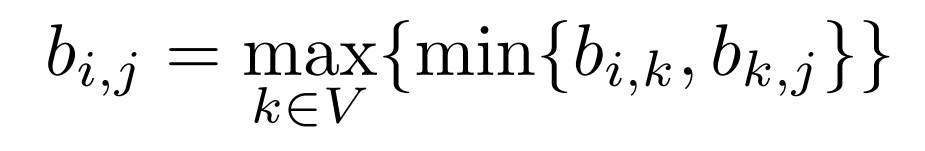 b_{i,j} = \max_{k \in V} \{\min\{b_{i,k}, b_{k,j}\}\}